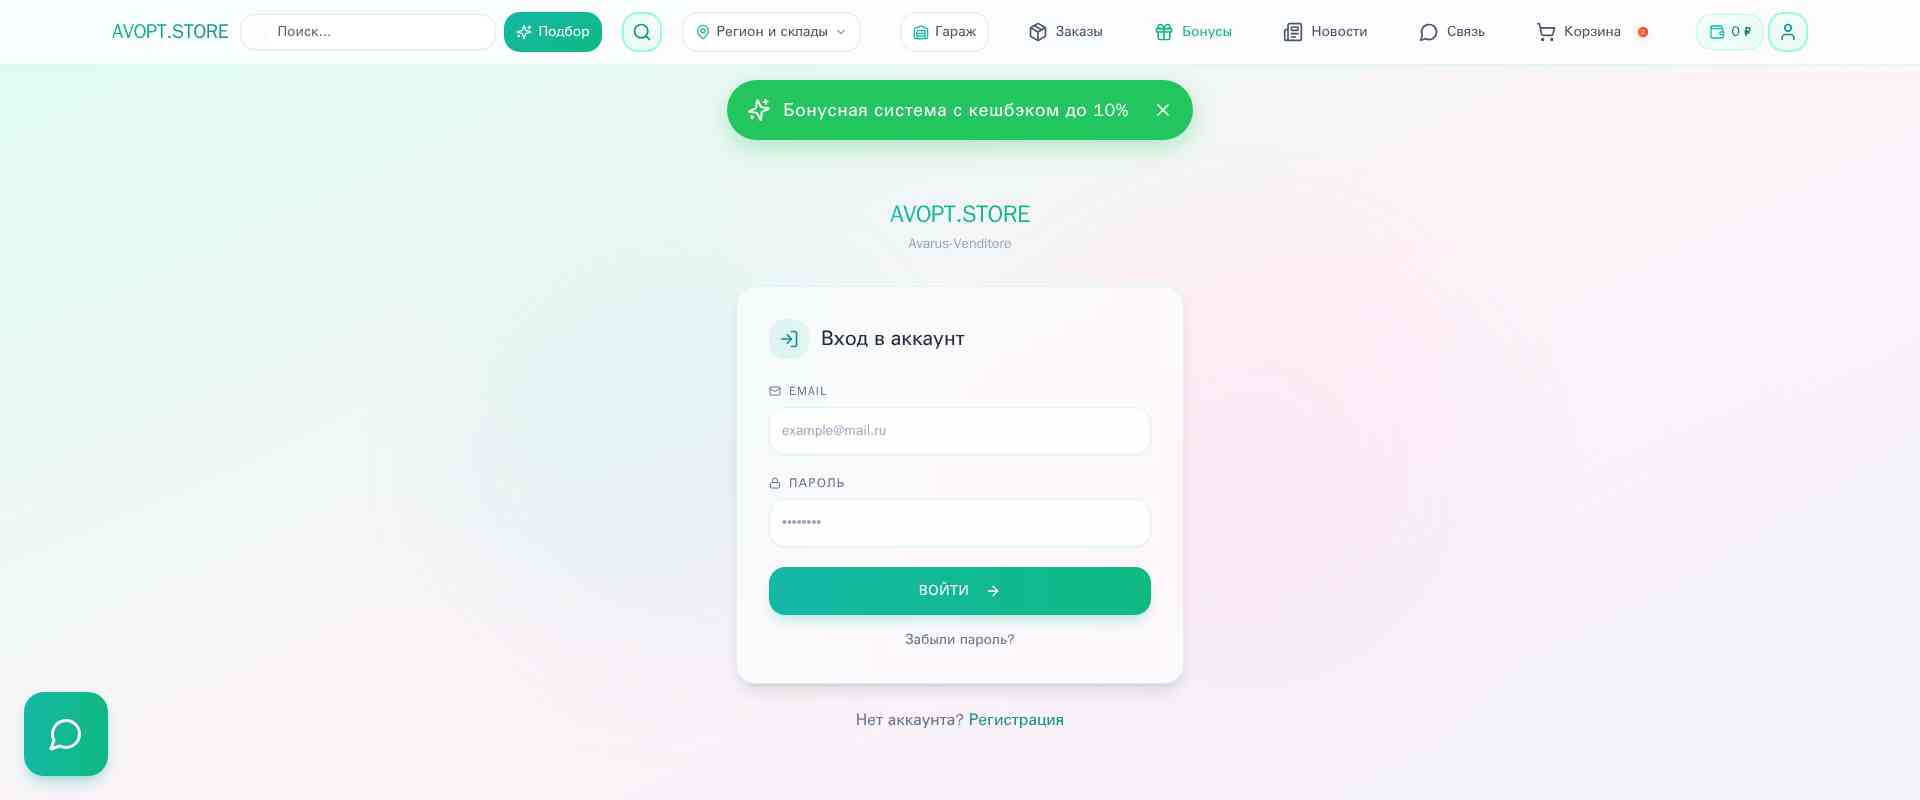 AVOPT.STORE
Поиск...
Подбор
Регион и склады
Гараж
Заказы
Бонусы
Новости
Связь
Корзина
0 ₽
Бонусная система с кешбэком до 10%
AVOPT.STORE
Avarus-Venditore
Вход в аккаунт
EMAIL
example@mail.ru
ПАРОЛЬ
••••••••
ВОЙТИ
Забыли пароль?
Нет аккаунта? Регистрация